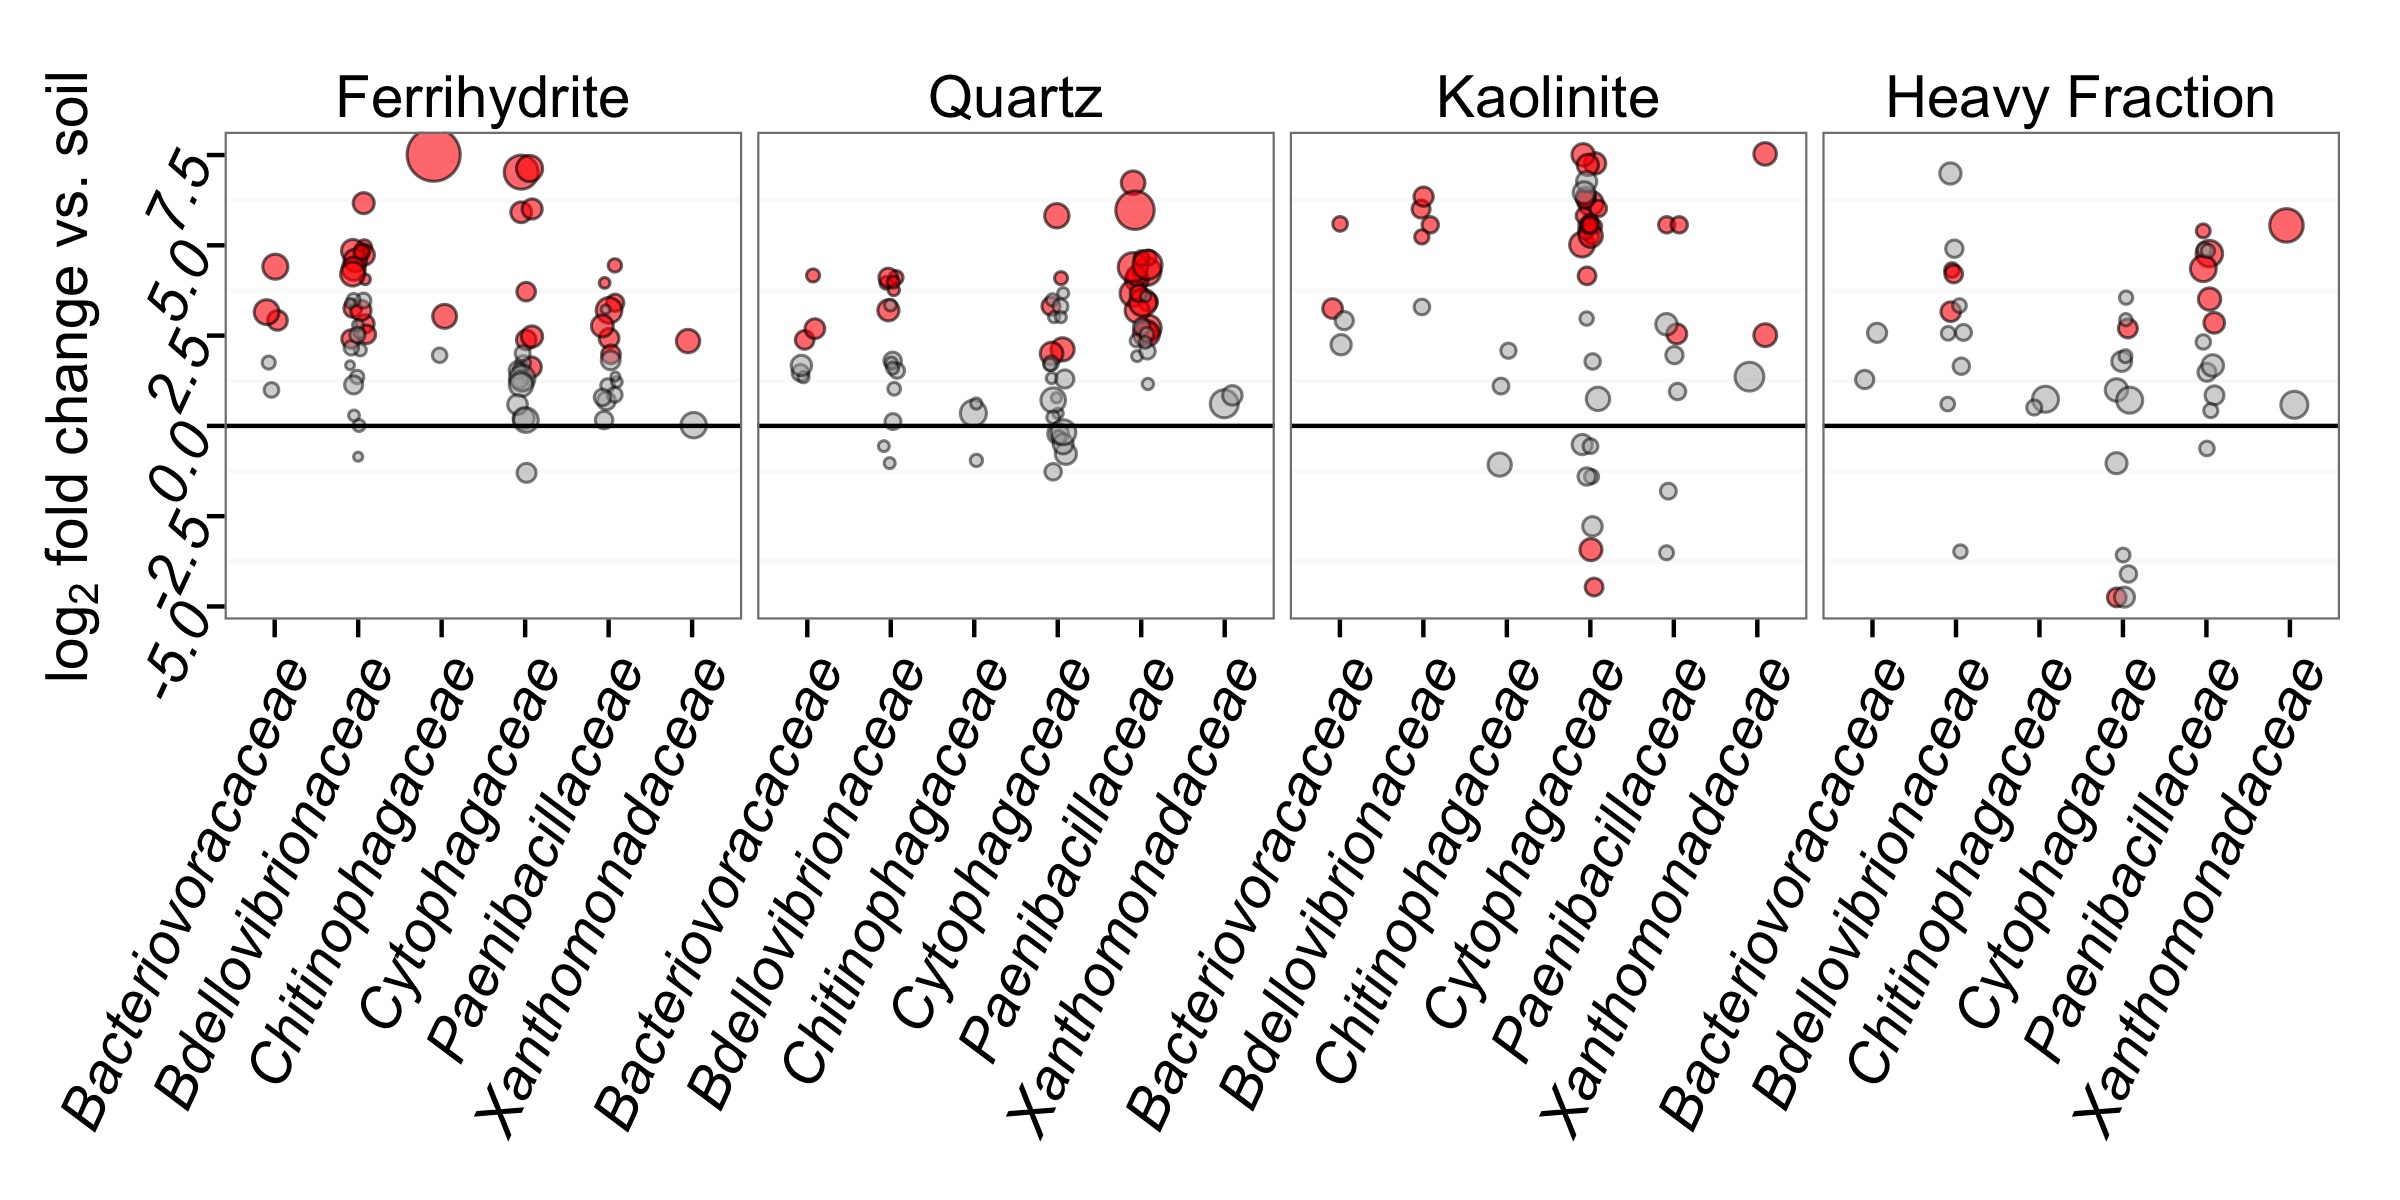 Ferrihydrite
Quartz
Kaolinite
Heavy Fraction
log2 fold change vs. soil
7.5
5.0
2.5
0.0
-2.5
-5.0
Bacteriovoracaceae
Bdellovibrionaceae
Chitinophagaceae
Cytophagaceae
Paenibacillaceae
Xanthomonadaceae
Bacteriovoracaceae
Bdellovibrionaceae
Chitinophagaceae
Cytophagaceae
Paenibacillaceae
Xanthomonadaceae
Bacteriovoracaceae
Bdellovibrionaceae
Chitinophagaceae
Cytophagaceae
Paenibacillaceae
Xanthomonadaceae
Bacteriovoracaceae
Bdellovibrionaceae
Chitinophagaceae
Cytophagaceae
Paenibacillaceae
Xanthomonadaceae